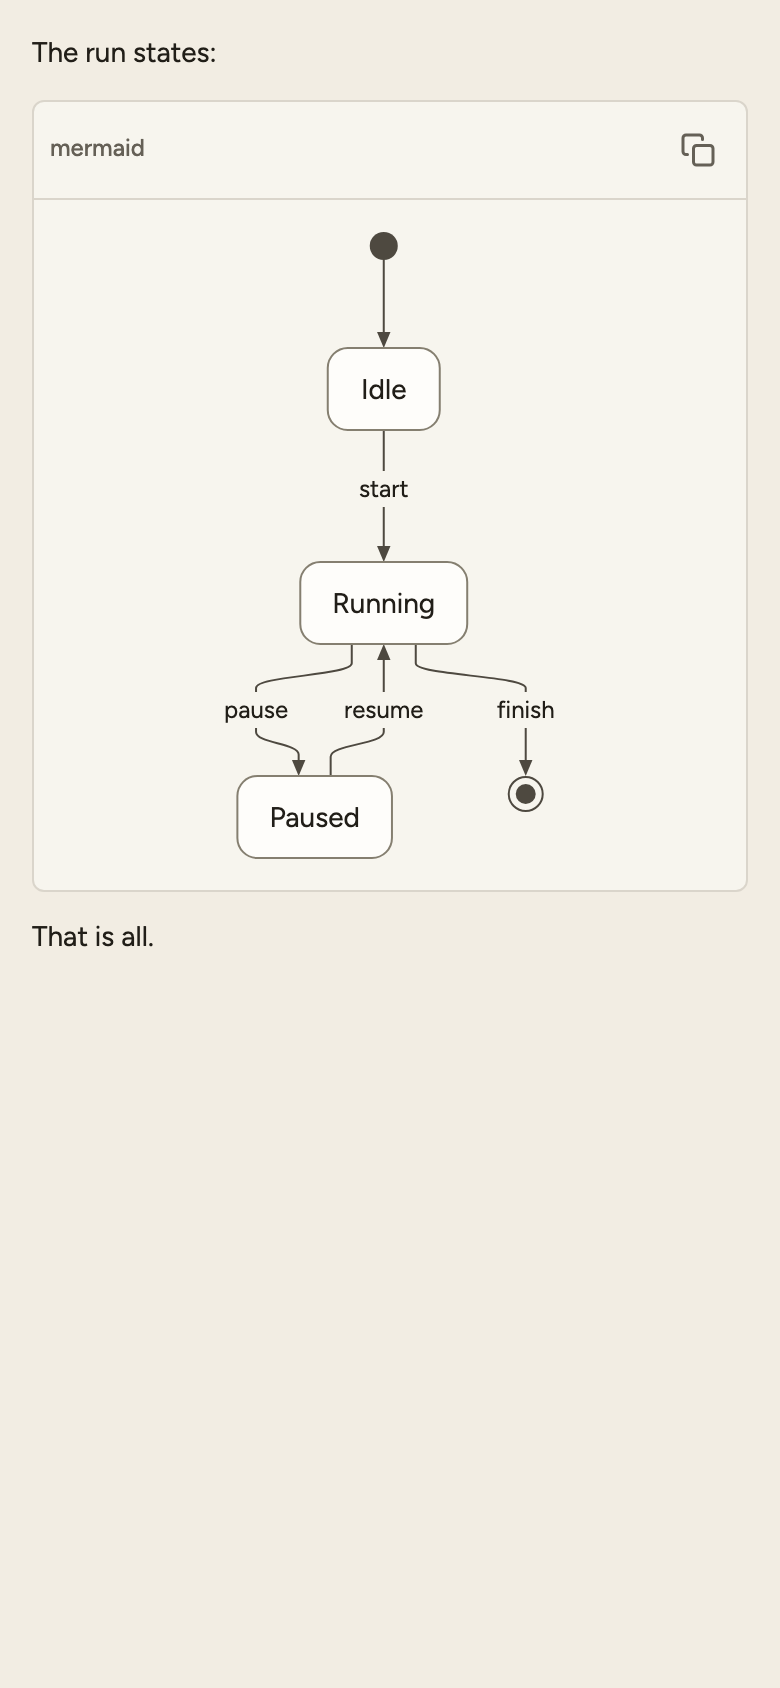 The run states:
mermaid
Idle
start
Running
pause resume finish
Paused
That is all.